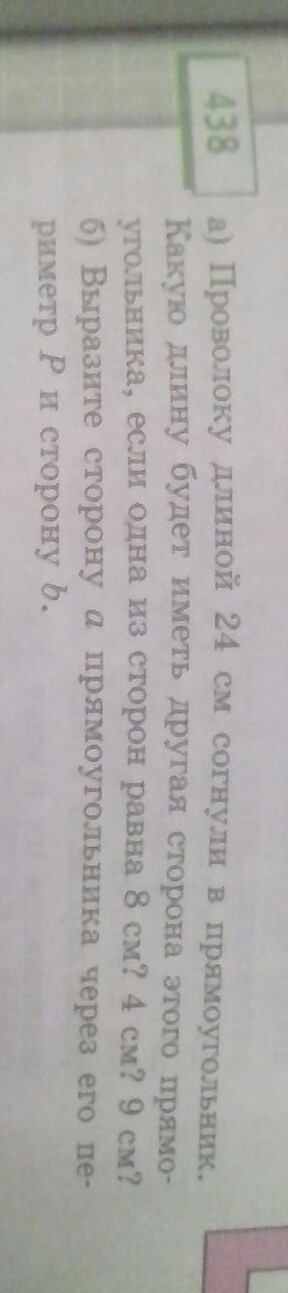 438
а) Проволоку длиной 24 см согнули в прямоугольник.
Какую длину будет иметь другая сторона этого прямо-
угольника, если одна из сторон равна 8 см? 4 см? 9 см?
б) Выразите сторону a прямоугольника через его пе-
риметр P и сторону b.